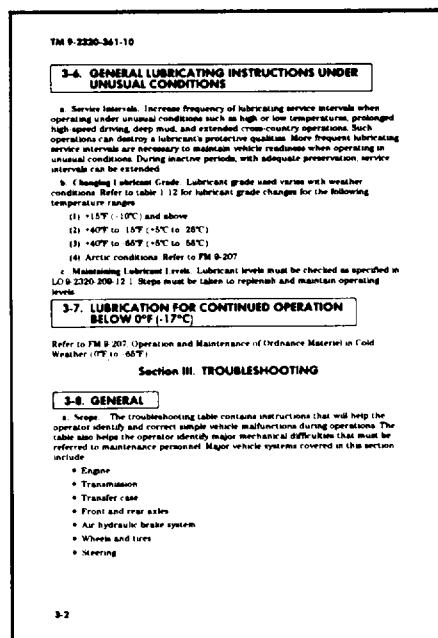 TM 9-2320-361-10
3-6. GENERAL LUBRICATING INSTRUCTIONS UNDER
UNUSUAL CONDITIONS
a. Service Intervals. Increase frequency of lubricating service intervals when
operating under unusual conditions such as high or low temperatures, prolonged
high-speed driving, deep mud, and extended cross-country operations. Such
operations can destroy a lubricant's protective qualities. More frequent lubricating
service intervals are necessary to maintain vehicle readiness when operating in
unusual conditions. During inactive periods, with adequate preservation, service
intervals can be extended.
b. Changing Lubricant Grade. Lubricant grade used varies with weather
conditions. Refer to table 1-12 for lubricant grade changes for the following
temperature ranges
(1) +15°F (-10°C) and above
(2) +40°F to -15°F (+5°C to -26°C)
(3) +40°F to -65°F (+5°C to -55°C)
(4) Arctic conditions Refer to FM 9-207
c. Maintaining Lubricant Levels. Lubricant levels must be checked as specified in
LO 9-2320-209-12-1. Steps must be taken to replenish and maintain operating
levels
3-7. LUBRICATION FOR CONTINUED OPERATION
BELOW 0°F (-17°C)
Refer to FM 9-207, Operation and Maintenance of Ordnance Materiel in Cold
Weather (0°F to -65°F)
Section III. TROUBLESHOOTING
3-8. GENERAL
a. Scope. The troubleshooting table contains instructions that will help the
operator identify and correct simple vehicle malfunctions during operations. The
table also helps the operator identify major mechanical difficulties that must be
referred to maintenance personnel. Major vehicle systems covered in this section
include
• Engine
• Transmission
• Transfer case
• Front and rear axles
• Air hydraulic brake system
• Wheels and tires
• Steering
3-2